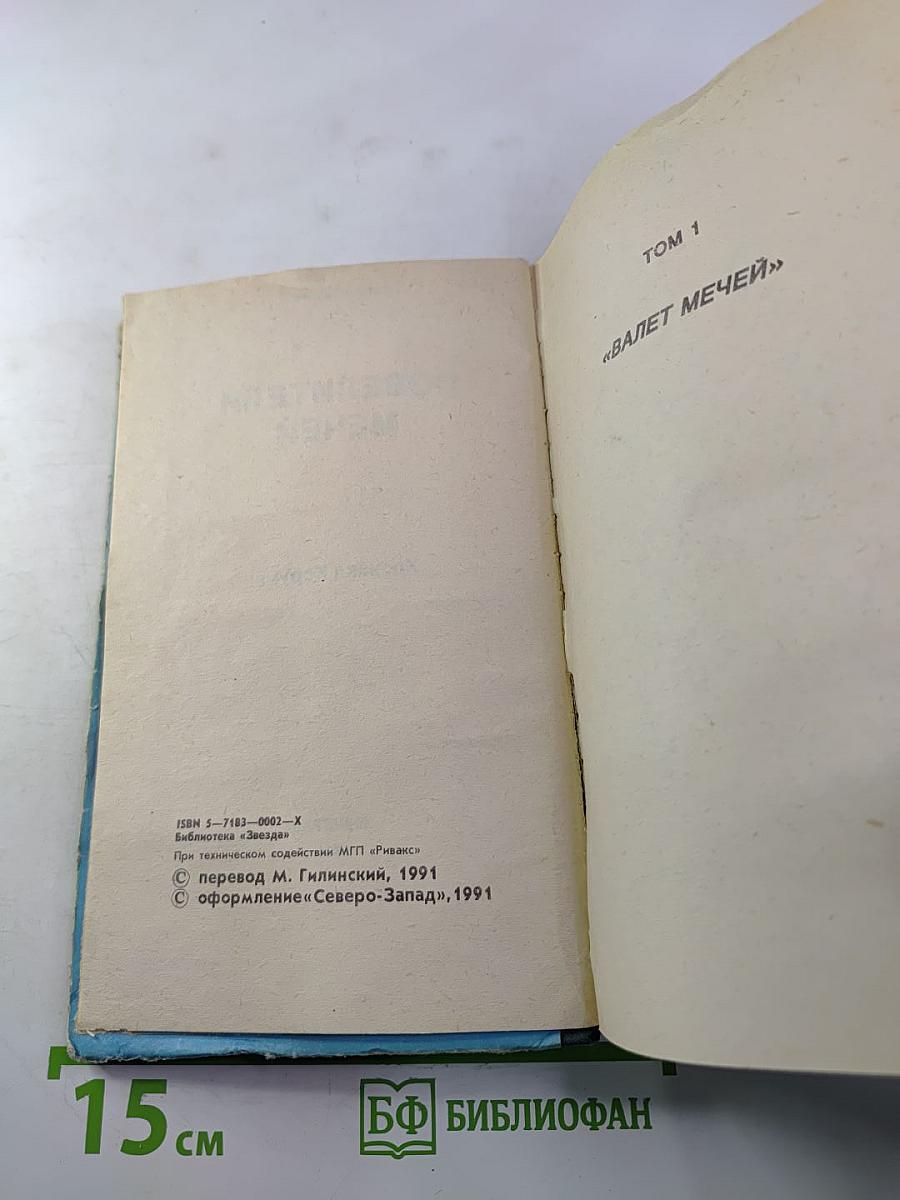 ISBN 5—7183—0002—X
Библиотека «Звезда»
При техническом содействии МГП «Ривакс»
© перевод М. Гилинский, 1991
© оформление «Северо-Запад», 1991
ТОМ 1
«ВАЛЕТ МЕЧЕЙ»
15 см
БФ БИБЛИОФАН